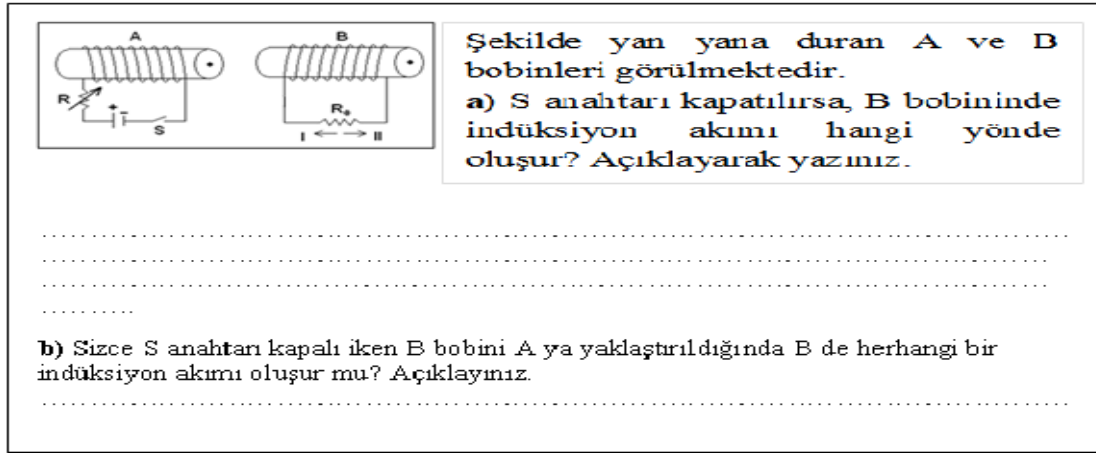 A
B
R
+
-
S
R₀
I ← → II
Şekilde yan yana duran A ve B
bobinleri görülmektedir.
a) S anahtarı kapatılırsa, B bobininde
indüksiyon akımı hangi yönde
oluşur? Açıklayarak yazınız.
b) Sizce S anahtarı kapalı iken B bobini A ya yaklaştırıldığında B de herhangi bir
indüksiyon akımı oluşur mu? Açıklayınız.